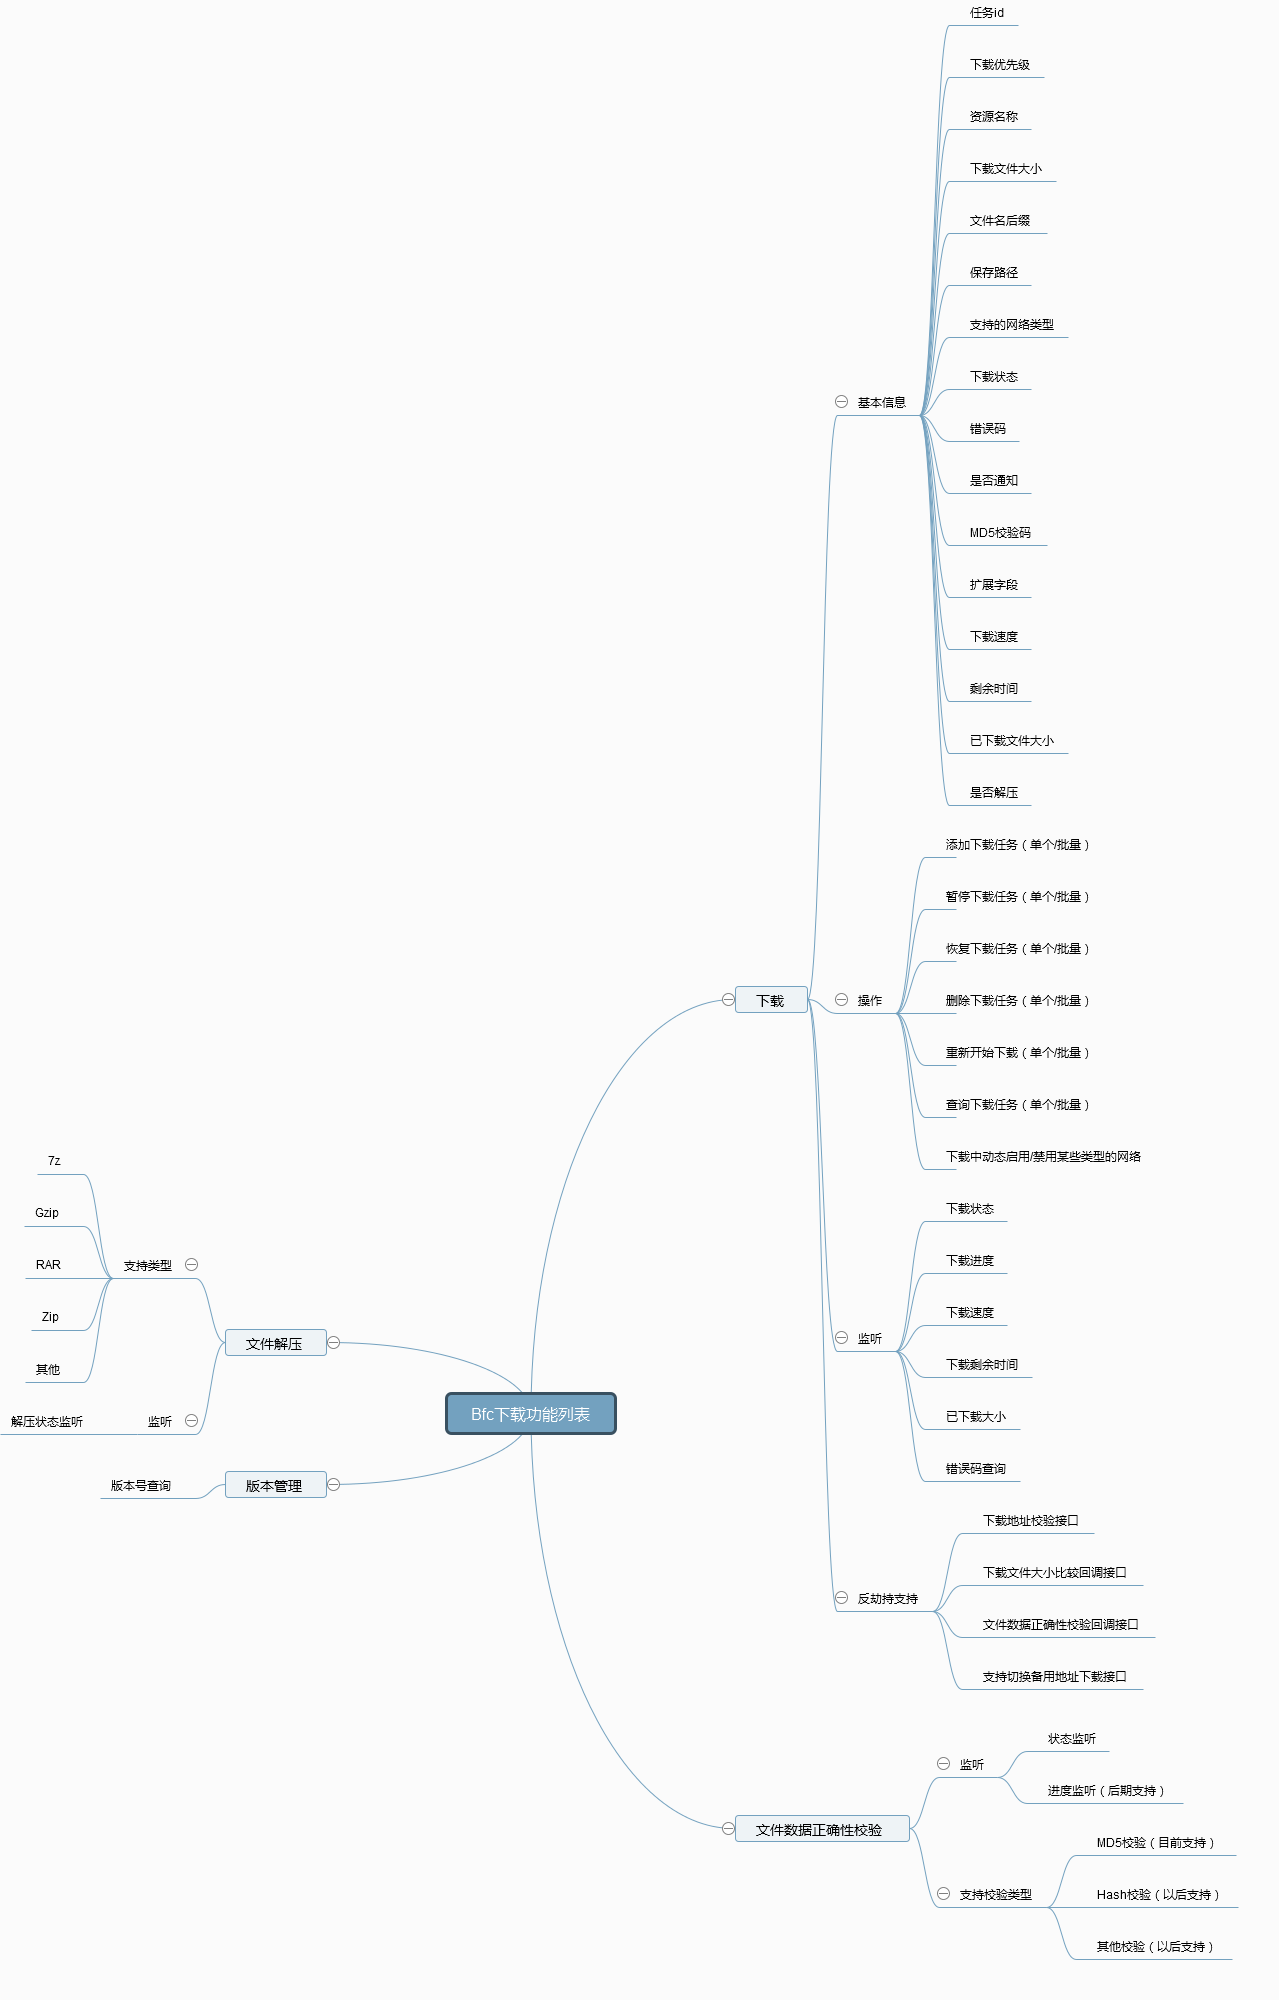 Bfc下载功能列表
下载
基本信息
任务id
下载优先级
资源名称
下载文件大小
文件名后缀
保存路径
支持的网络类型
下载状态
错误码
是否通知
MD5校验码
扩展字段
下载速度
剩余时间
已下载文件大小
是否解压
操作
添加下载任务（单个/批量）
暂停下载任务（单个/批量）
恢复下载任务（单个/批量）
删除下载任务（单个/批量）
重新开始下载（单个/批量）
查询下载任务（单个/批量）
下载中动态启用/禁用某些类型的网络
监听
下载状态
下载进度
下载速度
下载剩余时间
已下载大小
错误码查询
反劫持支持
下载地址校验接口
下载文件大小比较回调接口
文件数据正确性校验回调接口
支持切换备用地址下载接口
文件数据正确性校验
监听
状态监听
进度监听（后期支持）
支持校验类型
MD5校验（目前支持）
Hash校验（以后支持）
其他校验（以后支持）
文件解压
支持类型
7z
Gzip
RAR
Zip
其他
监听
解压状态监听
版本管理
版本号查询